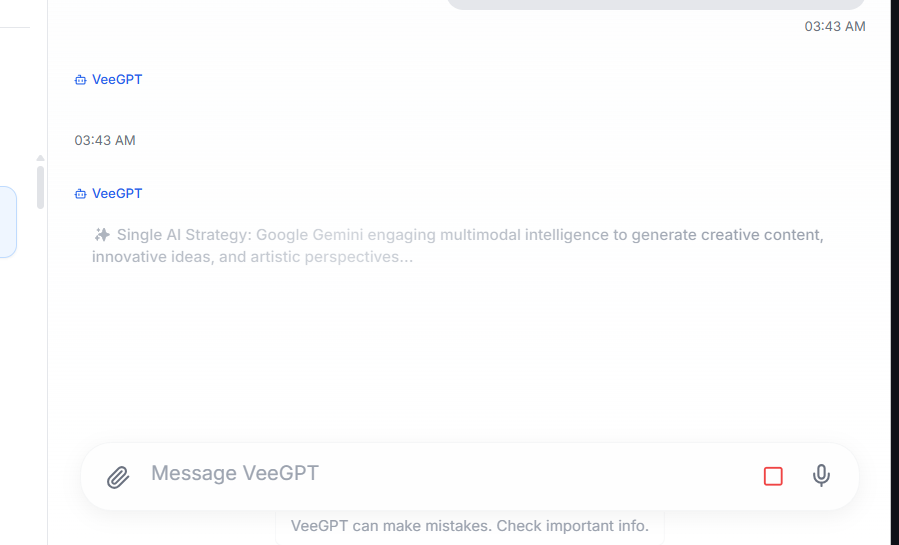 03:43 AM
VeeGPT
03:43 AM
VeeGPT
Single AI Strategy: Google Gemini engaging multimodal intelligence to generate creative content,
innovative ideas, and artistic perspectives...
Message VeeGPT
VeeGPT can make mistakes. Check important info.